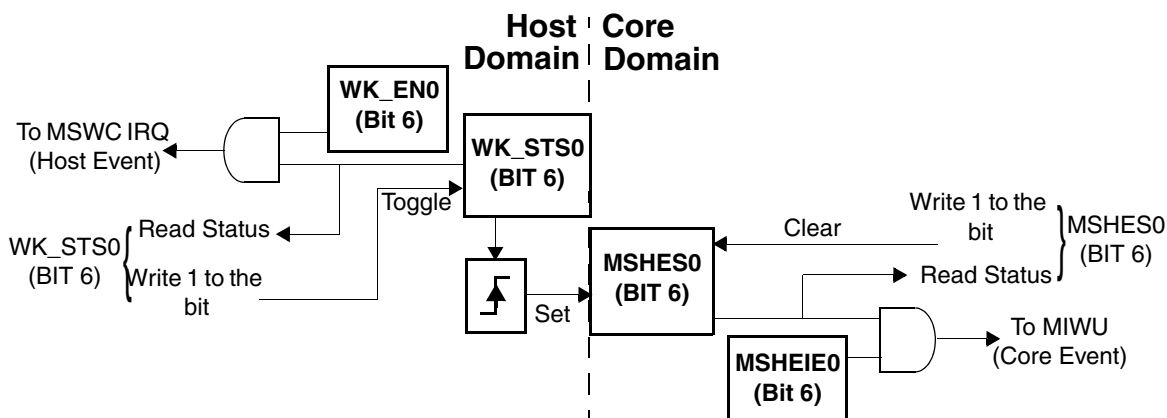 Host Core
Domain Domain
WK_EN0
(Bit 6)
To MSWC IRQ
(Host Event)
WK_STS0
(BIT 6)
Toggle
Read Status
WK_STS0
(BIT 6)
Write 1 to the
bit
Set
MSHES0
(BIT 6)
Clear
Write 1 to the
bit
MSHES0
(BIT 6)
Read Status
To MIWU
(Core Event)
MSHEIE0
(Bit 6)